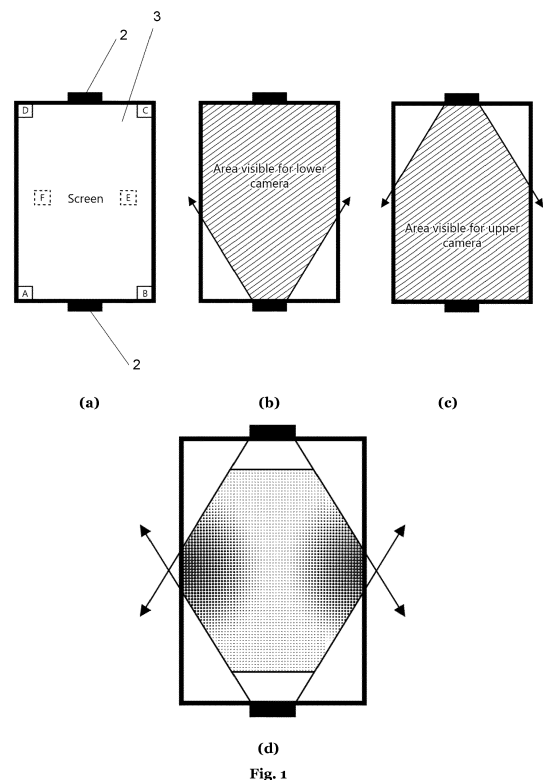 2
3
D
C
F
Screen
E
A
B
2
Area visible for lower
camera
Area visible for upper
camera
(a)
(b)
(c)
(d)
Fig. 1